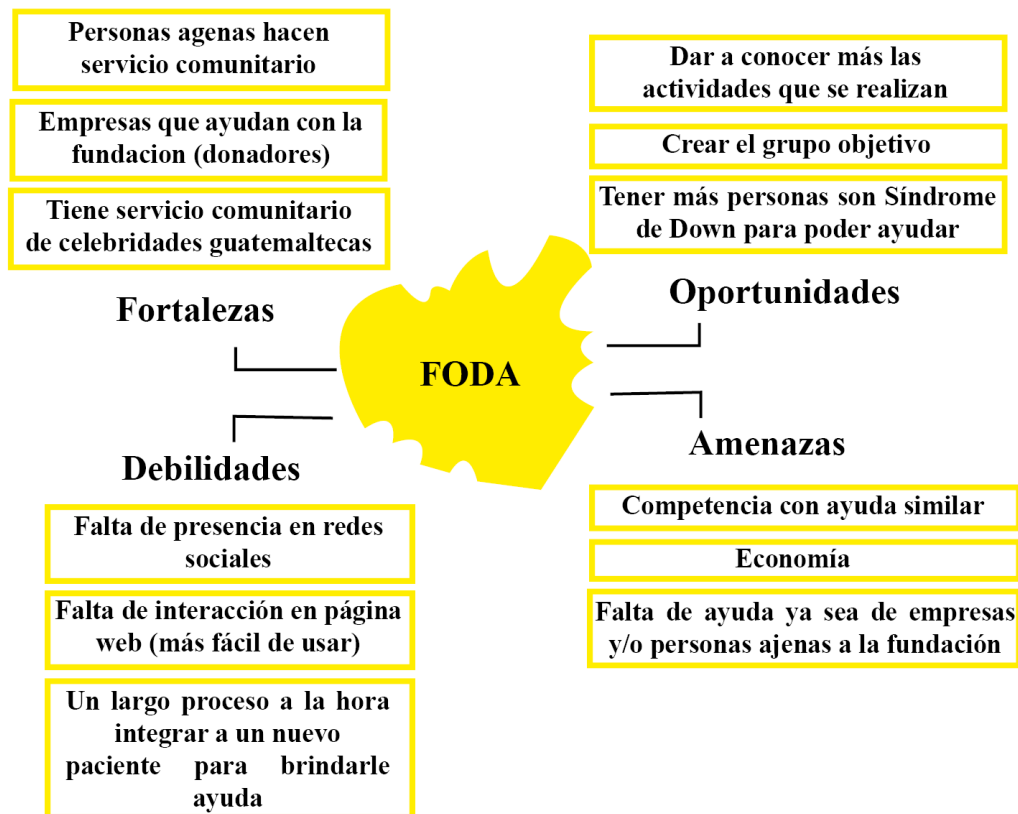 Personas agenas hacen
servicio comunitario
Empresas que ayudan con la
fundacion (donadores)
Tiene servicio comunitario
de celebridades guatemaltecas
Fortalezas
Dar a conocer más las
actividades que se realizan
Crear el grupo objetivo
Tener más personas son Síndrome
de Down para poder ayudar
Oportunidades
FODA
Debilidades
Falta de presencia en redes
sociales
Falta de interacción en página
web (más fácil de usar)
Un largo proceso a la hora
integrar a un nuevo
paciente para brindarle
ayuda
Amenazas
Competencia con ayuda similar
Economía
Falta de ayuda ya sea de empresas
y/o personas ajenas a la fundación